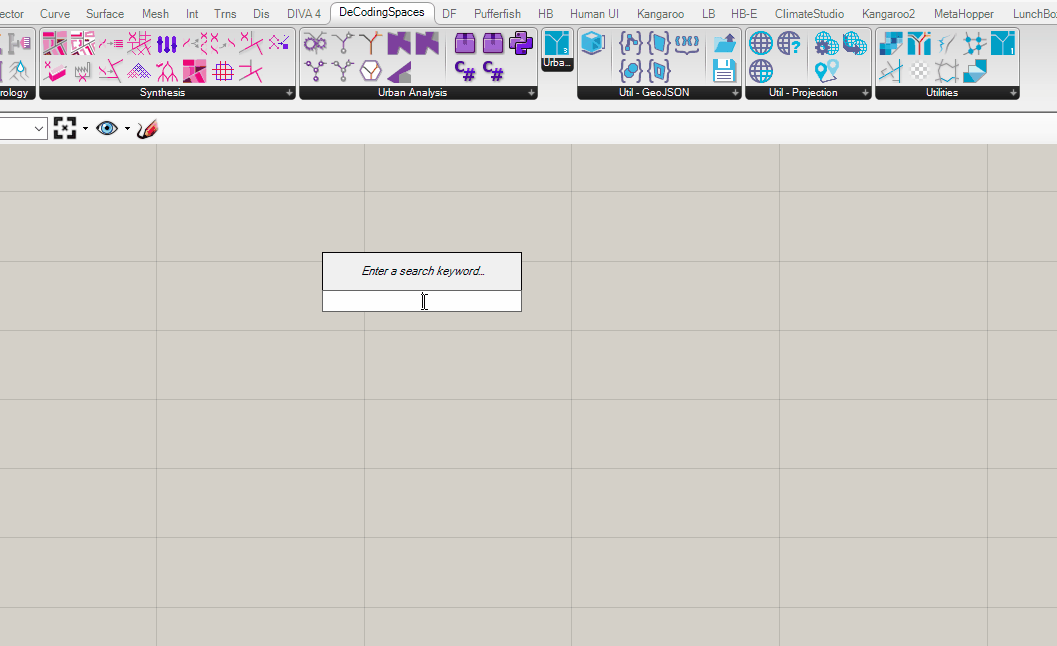 ector Curve Surface Mesh Int Trns Dis DIVA 4 DeCodingSpaces DF Pufferfish HB Human UI Kangaroo LB HB-E ClimateStudio Kangaroo2 MetaHopper LunchBo
C# C# Urba...
rology Synthesis Urban Analysis Util - GeoJSON Util - Projection Utilities
Enter a search keyword...